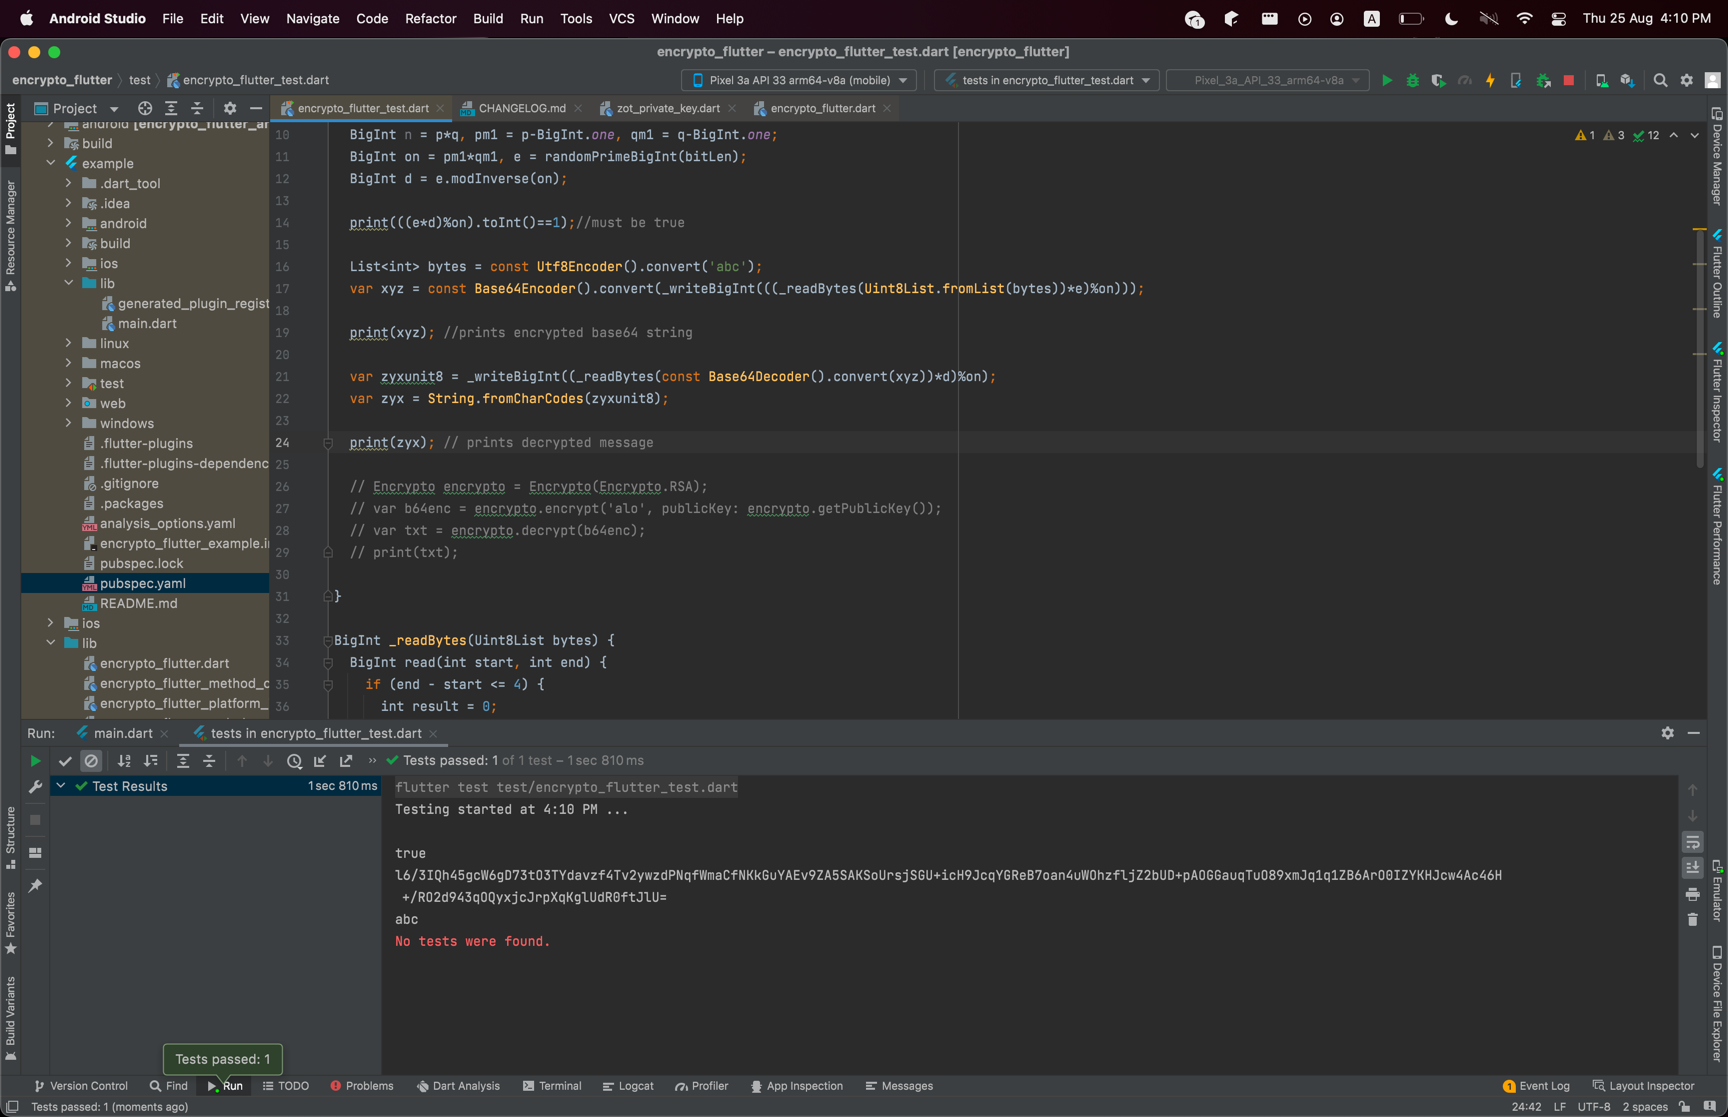 Android Studio File Edit View Navigate Code Refactor Build Run Tools VCS Window Help
A
Thu 25 Aug 4:10 PM
encrypto_flutter – encrypto_flutter_test.dart [encrypto_flutter]
encrypto_flutter test encrypto_flutter_test.dart
Pixel 3a API 33 arm64-v8a (mobile)
tests in encrypto_flutter_test.dart
Pixel_3a_API_33_arm64-v8a
Project
encrypto_flutter_test.dart CHANGELOG.md zot_private_key.dart encrypto_flutter.dart
android [encrypto_flutter_ar
build
example
.dart_tool
.idea
android
build
ios
lib
generated_plugin_regist
main.dart
linux
macos
test
web
windows
.flutter-plugins
.flutter-plugins-dependenc
.gitignore
.packages
analysis_options.yaml
encrypto_flutter_example.i
pubspec.lock
pubspec.yaml
README.md
ios
lib
encrypto_flutter.dart
encrypto_flutter_method_c
encrypto_flutter_platform_
1 3 12
10 BigInt n = p*q, pm1 = p-BigInt.one, qm1 = q-BigInt.one;
11 BigInt on = pm1*qm1, e = randomPrimeBigInt(bitLen);
12 BigInt d = e.modInverse(on);
13
14 print(((e*d)%on).toInt()==1);//must be true
15
16 List<int> bytes = const Utf8Encoder().convert('abc');
17 var xyz = const Base64Encoder().convert(_writeBigInt(((_readBytes(Uint8List.fromList(bytes))*e)%on)));
18
19 print(xyz); //prints encrypted base64 string
20
21 var zyxunit8 = _writeBigInt((_readBytes(const Base64Decoder().convert(xyz))*d)%on);
22 var zyx = String.fromCharCodes(zyxunit8);
23
24 print(zyx); // prints decrypted message
25
26 // Encrypto encrypto = Encrypto(Encrypto.RSA);
27 // var b64enc = encrypto.encrypt('alo', publicKey: encrypto.getPublicKey());
28 // var txt = encrypto.decrypt(b64enc);
29 // print(txt);
30
31 }
32
33 BigInt _readBytes(Uint8List bytes) {
34 BigInt read(int start, int end) {
35 if (end - start <= 4) {
36 int result = 0;
Project
Resource Manager
Structure
Favorites
Build Variants
Device Manager
Flutter Outline
Flutter Inspector
Flutter Performance
Emulator
Device File Explorer
Run: main.dart tests in encrypto_flutter_test.dart
Tests passed: 1 of 1 test – 1 sec 810 ms
Test Results 1 sec 810 ms
flutter test test/encrypto_flutter_test.dart
Testing started at 4:10 PM ...
true
l6/3IQh45gcW6gD73tO3TYdavzf4Tv2ywzdPNqfWmaCfNKkGuYAEv9ZA5SAKSoUrsjSGU+icH9JcqYGReB7oan4uWOhzfljZ2bUD+pAOGGauqTuO89xmJq1q1ZB6ArO0IZYKHJcw4Ac46H
+/RO2d943qOQyxjcJrpXqKglUdR0ftJlU=
abc
No tests were found.
Tests passed: 1
Version Control Find Run TODO Problems Dart Analysis Terminal Logcat Profiler App Inspection Messages
1 Event Log Layout Inspector
Tests passed: 1 (moments ago)
24:42 LF UTF-8 2 spaces